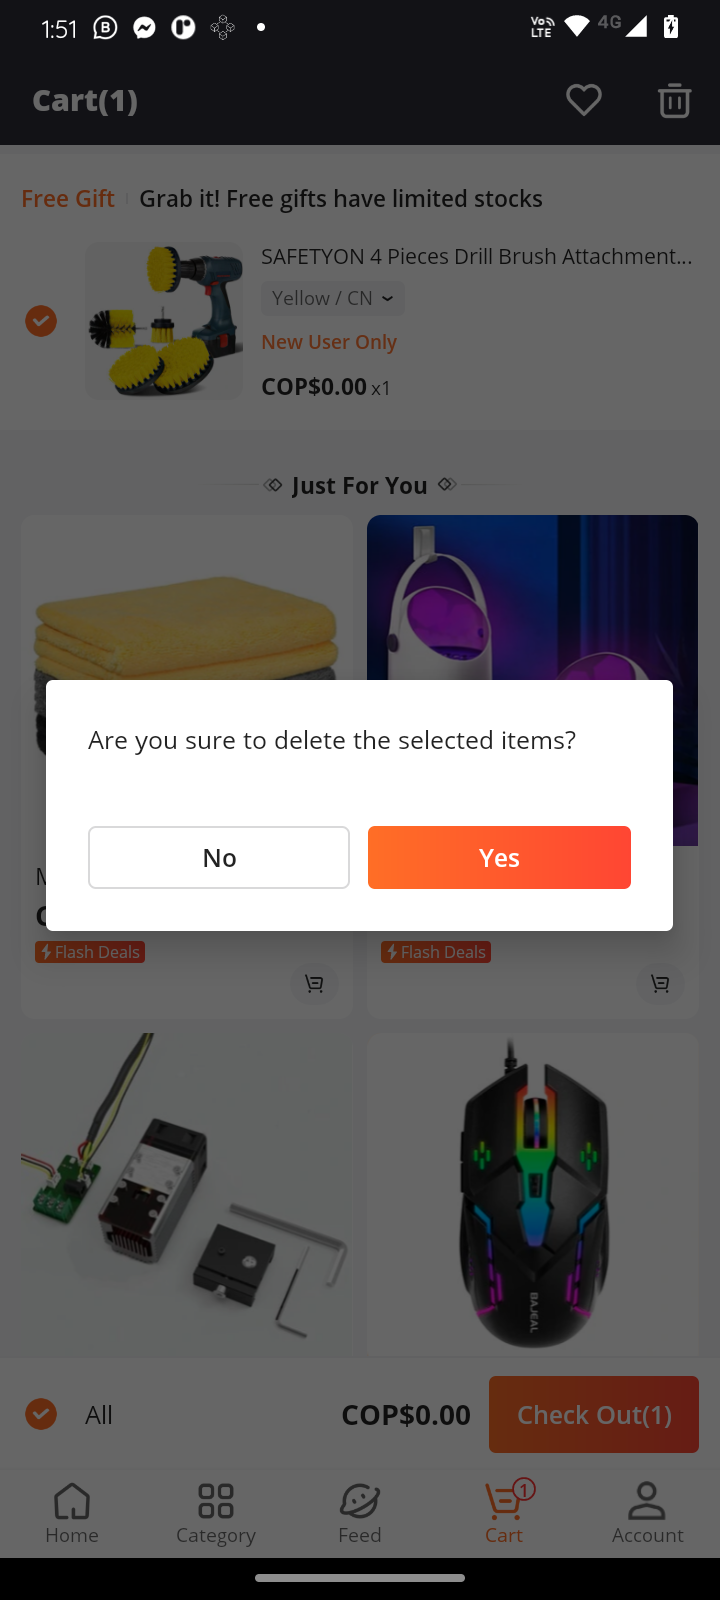 1:51
Vo LTE
4G
Cart(1)
Free Gift
Grab it! Free gifts have limited stocks
SAFETYON 4 Pieces Drill Brush Attachment...
Yellow / CN
New User Only
COP$0.00 x1
Just For You
Are you sure to delete the selected items?
No
Yes
Flash Deals
Flash Deals
BAJEAL
All
COP$0.00
Check Out(1)
1
Home
Category
Feed
Cart
Account